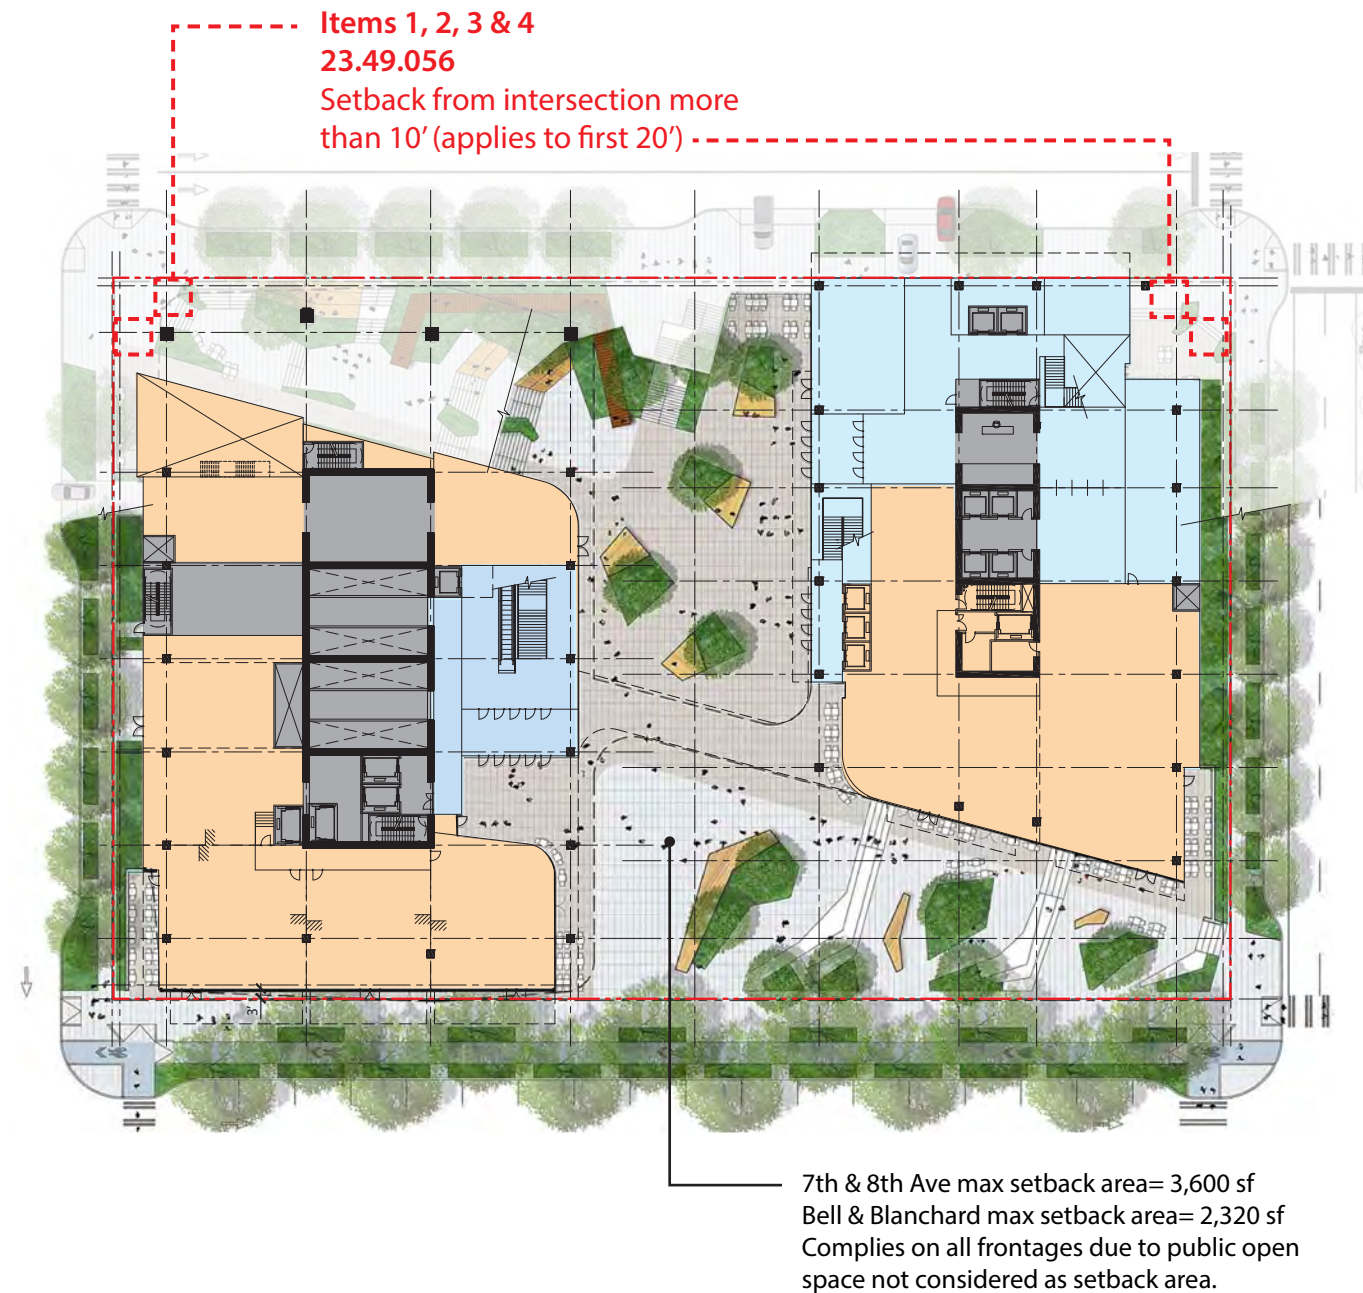 Items 1, 2, 3 & 4
23.49.056
Setback from intersection more
than 10’ (applies to first 20’)
3'
7th & 8th Ave max setback area= 3,600 sf
Bell & Blanchard max setback area= 2,320 sf
Complies on all frontages due to public open
space not considered as setback area.